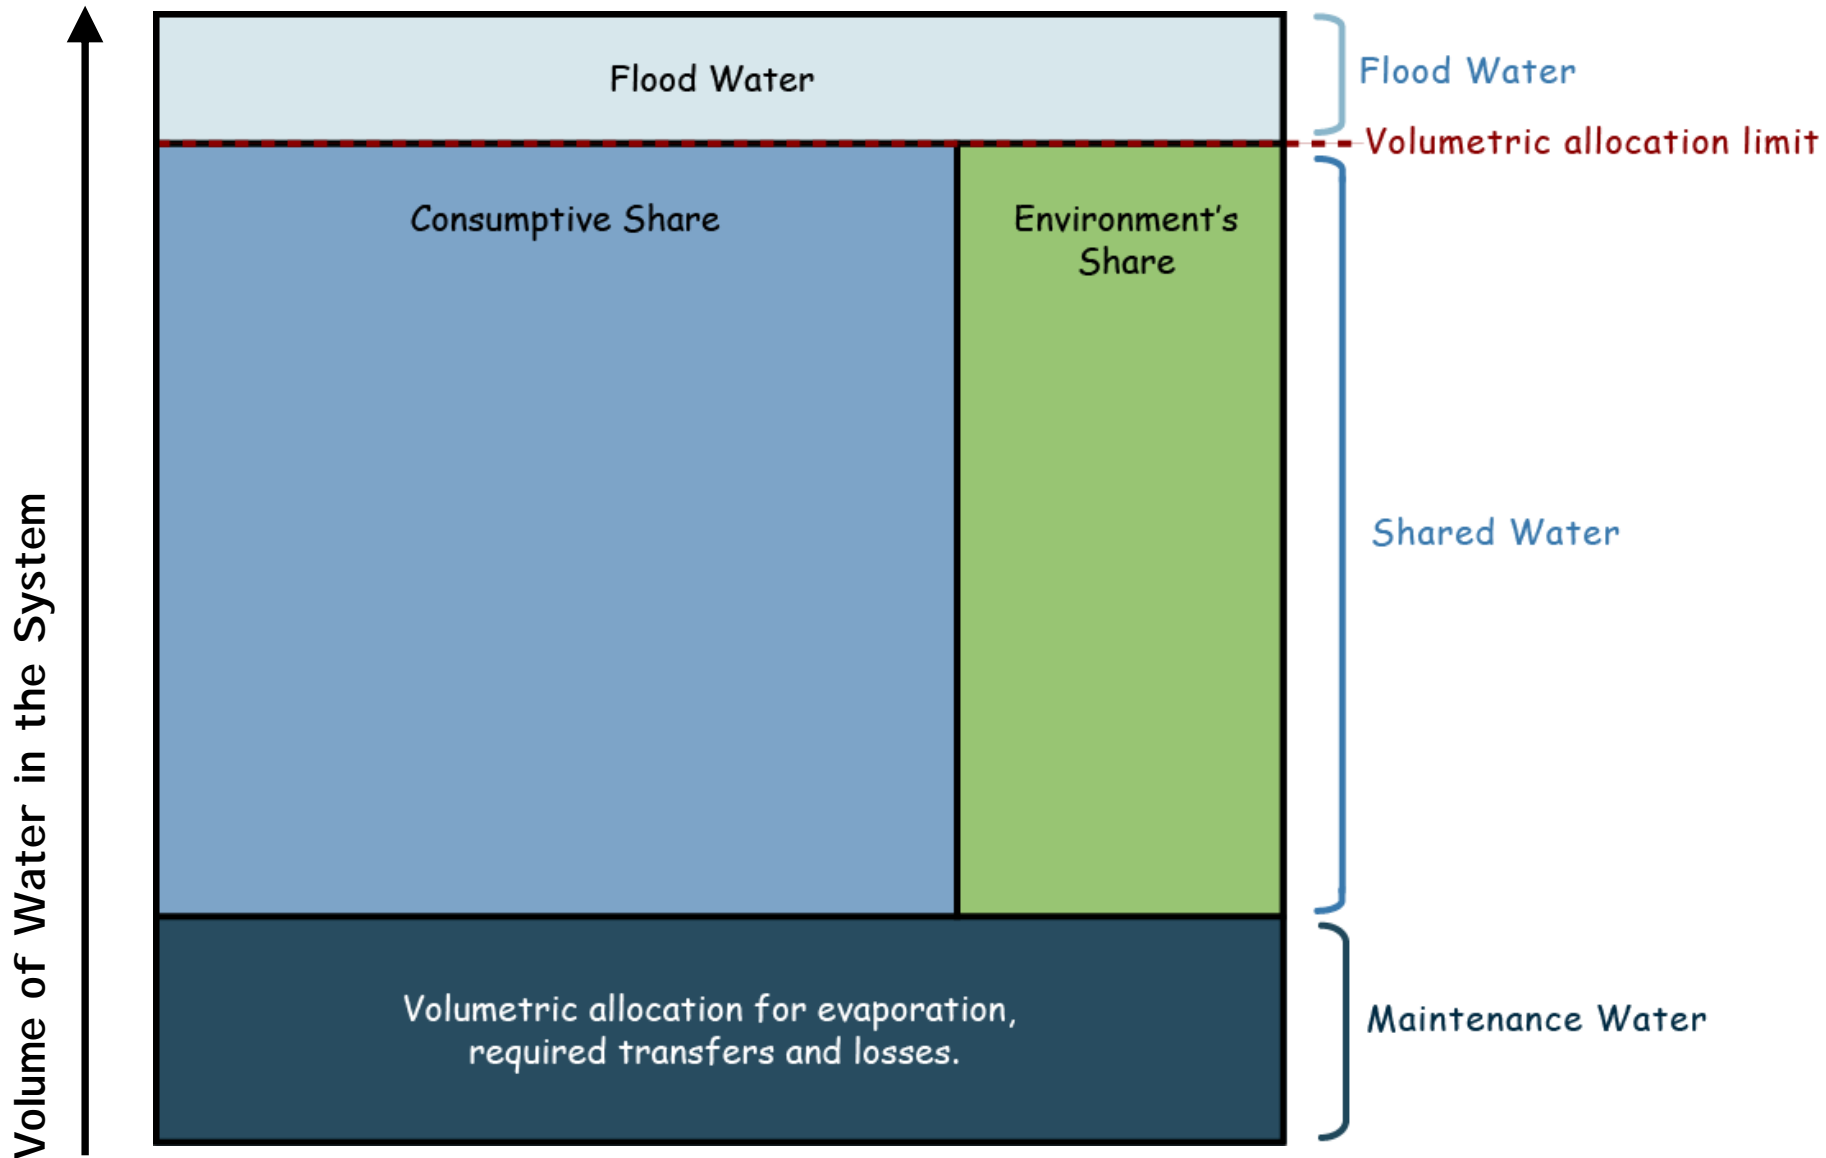 Flood Water
Flood Water
Volumetric allocation limit
Consumptive Share
Environment's
Share
Shared Water
Volume of Water in the System
Volumetric allocation for evaporation,
required transfers and losses.
Maintenance Water